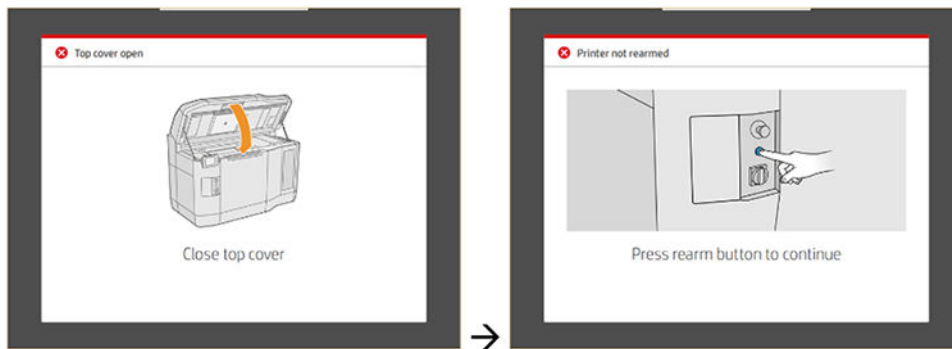 Top cover open
Close top cover
→
Printer not rearmed
Press rearm button to continue